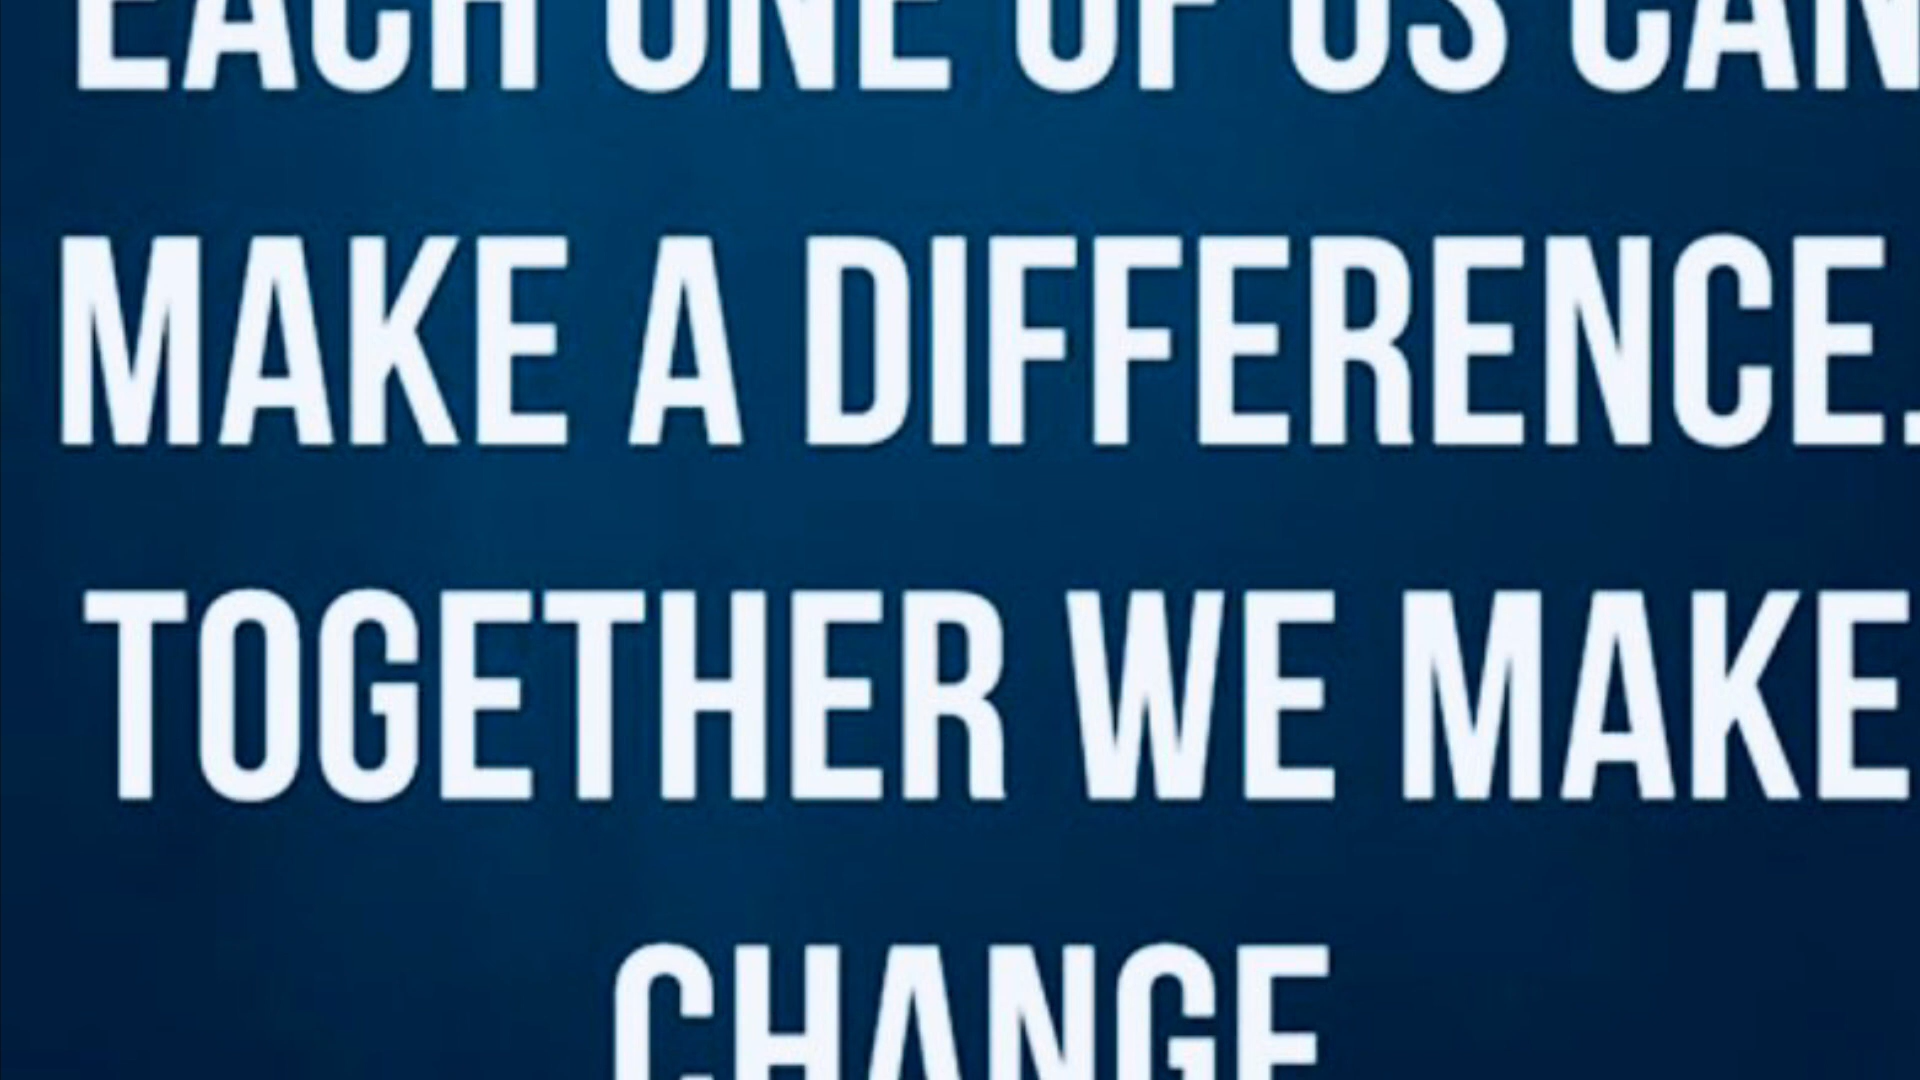 EACH ONE OF US CAN
MAKE A DIFFERENCE.
TOGETHER WE MAKE
CHANGE